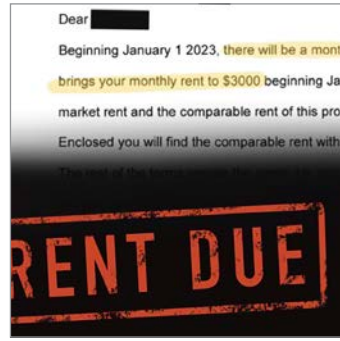 Dear
Beginning January 1 2023, there will be a mont
brings your monthly rent to $3000 beginning Ja
market rent and the comparable rent of this pro
Enclosed you will find the comparable rent with
RENT DUE